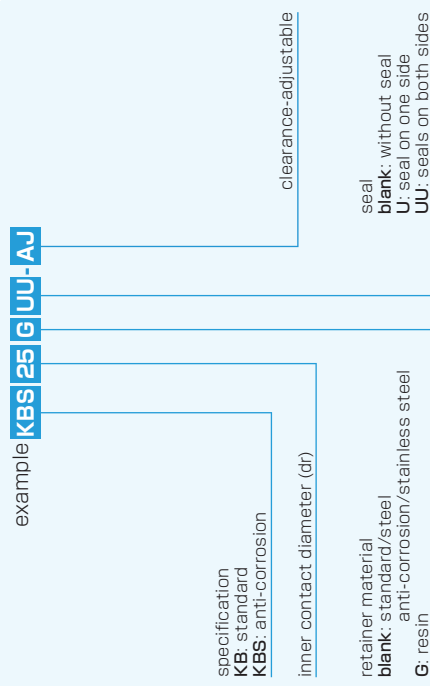 example KBS 25 G UU - AJ
specification
KB: standard
KBS: anti-corrosion
inner contact diameter (dr)
retainer material
blank: standard/steel
anti-corrosion/stainless steel
G: resin
clearance-adjustable
seal
blank: without seal
U: seal on one side
UU: seals on both sides